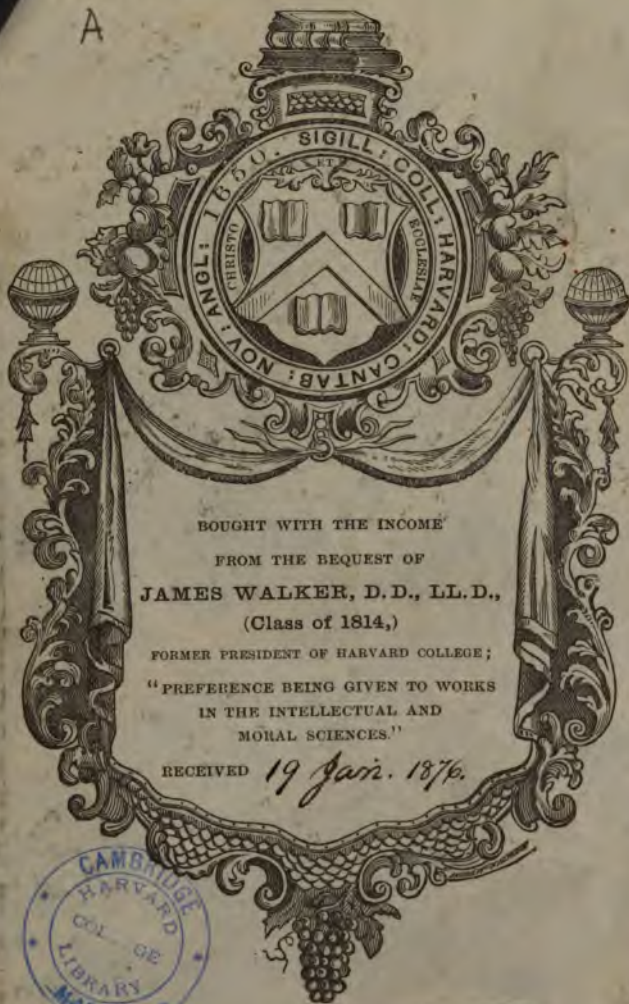 A
SIGILL: COLL: HARVARD: CANTAB: NOV: ANGL: 1650.
ET
CHRISTO
ECCLESIAE
BOUGHT WITH THE INCOME
FROM THE BEQUEST OF
JAMES WALKER, D.D., LL.D.,
(Class of 1814,)
FORMER PRESIDENT OF HARVARD COLLEGE;
"PREFERENCE BEING GIVEN TO WORKS
IN THE INTELLECTUAL AND
MORAL SCIENCES."
RECEIVED 19 Jan. 1876.
CAMBRIDGE
HARVARD
COL GE
LIBRARY